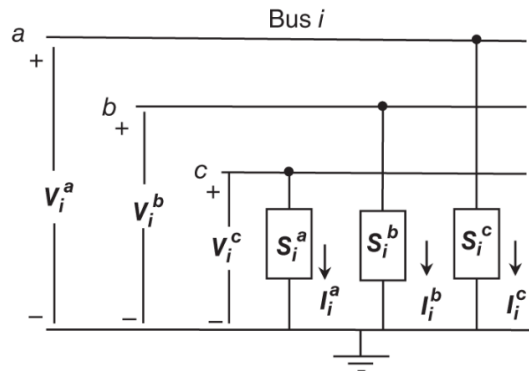 Bus i
a
+
b
+
c
+
V_i^a
V_i^b
V_i^c
S_i^a
S_i^b
S_i^c
I_i^a
I_i^b
I_i^c
−
−
−